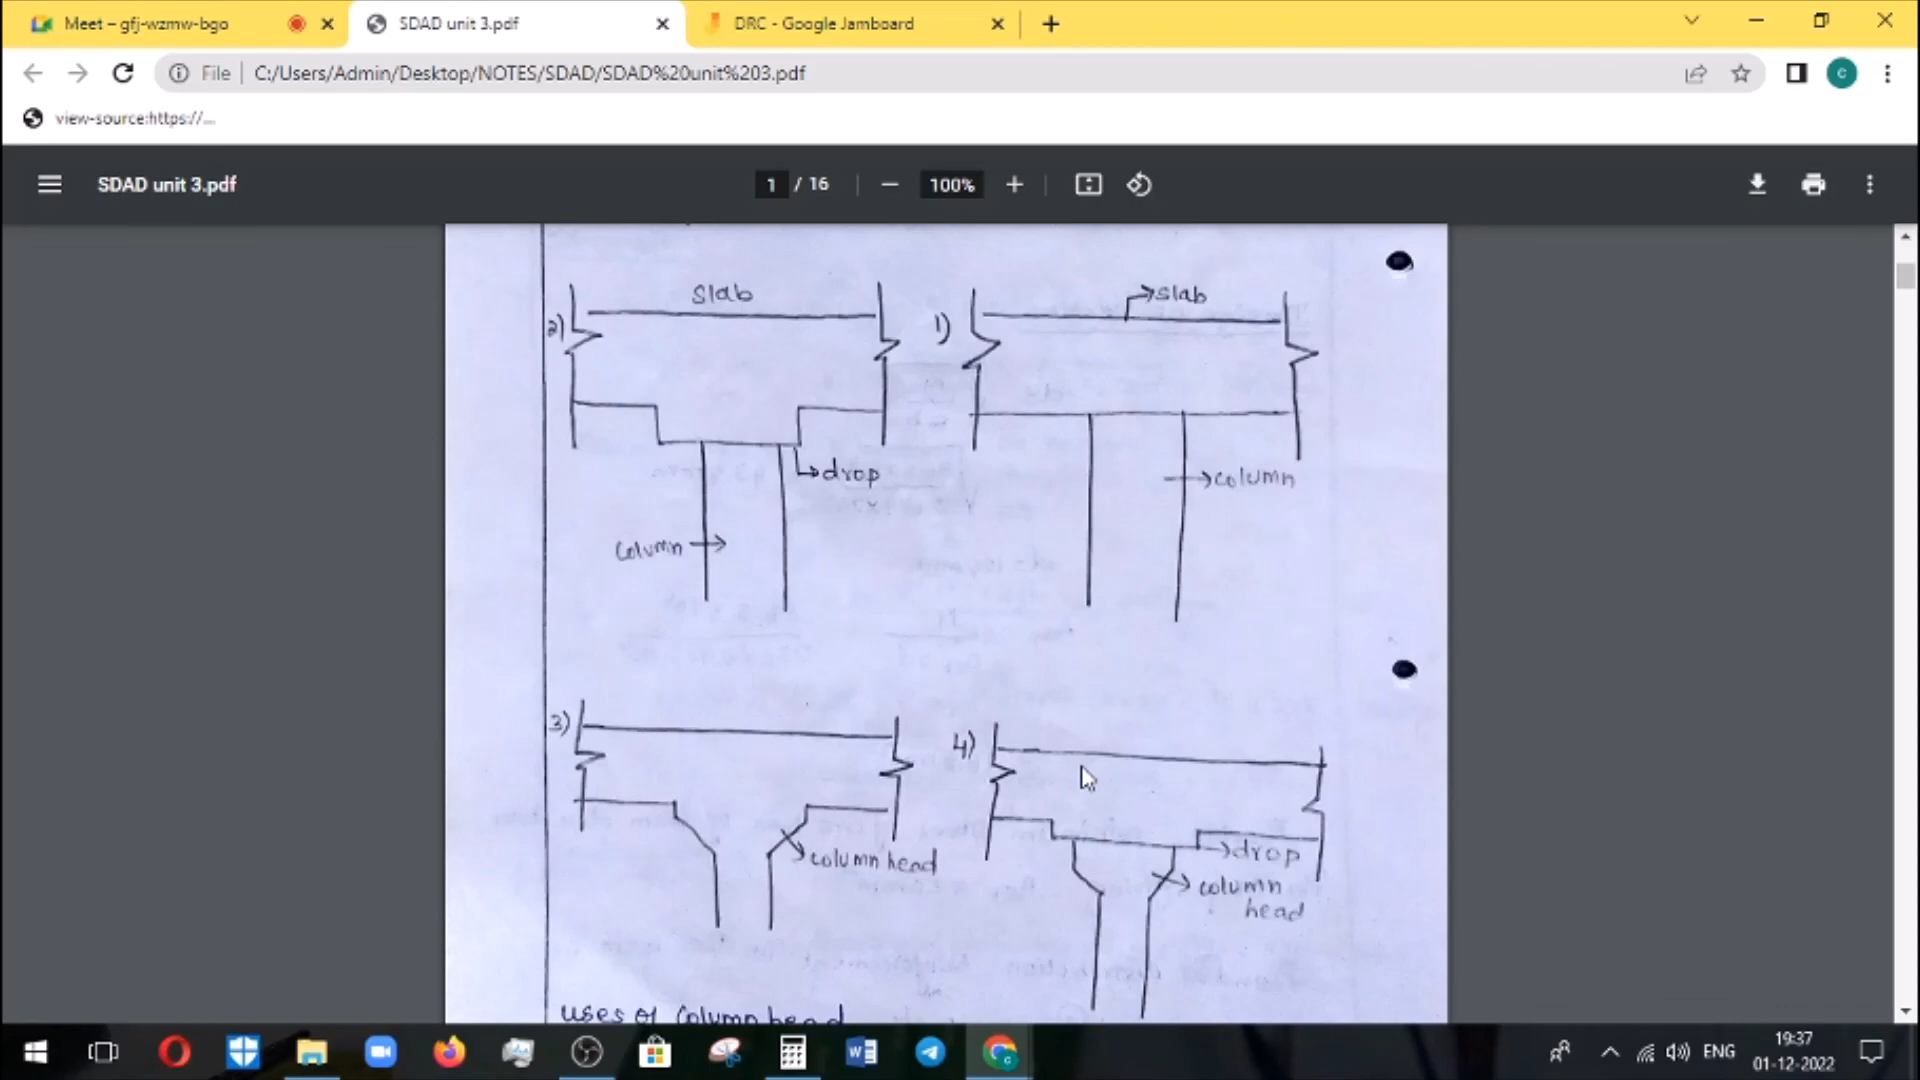 Meet – gfj-wzmw-bgo
SDAD unit 3.pdf
DRC - Google Jamboard
File
C:/Users/Admin/Desktop/NOTES/SDAD/SDAD%20unit%203.pdf
C
view-source:https://...
SDAD unit 3.pdf
1 / 16
100%
2)
slab
drop
column
1)
slab
column
3)
column head
4)
drop
column
head
uses of column head
19:37
ENG
01-12-2022